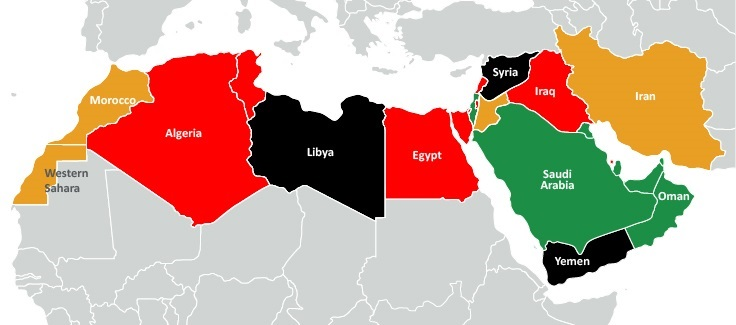 Syria
Iraq
Iran
Morocco
Algeria
Libya
Egypt
Western
Sahara
Saudi
Arabia
Oman
Yemen